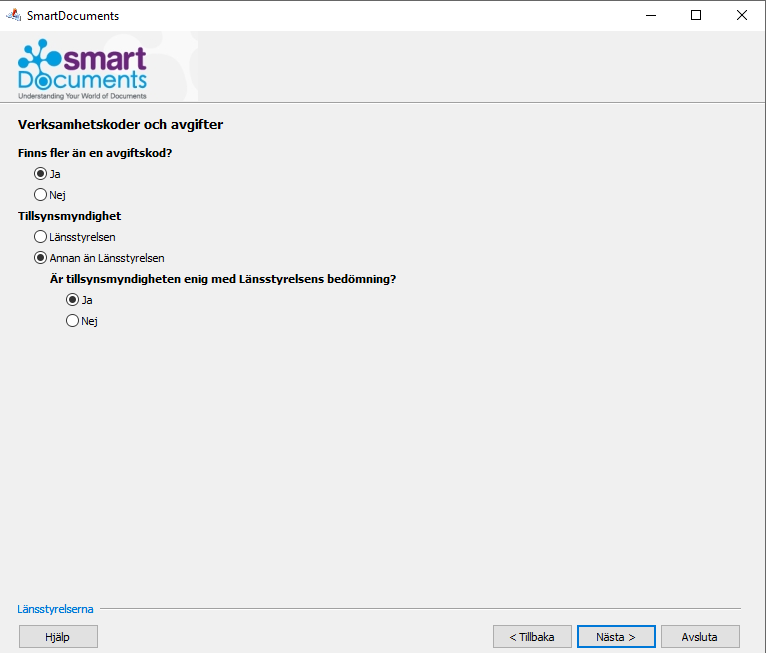 SmartDocuments
smart
Documents
Understanding Your World of Documents
Verksamhetskoder och avgifter
Finns fler än en avgiftskod?
Ja
Nej
Tillsynsmyndighet
Länsstyrelsen
Annan än Länsstyrelsen
Är tillsynsmyndigheten enig med Länsstyrelsens bedömning?
Ja
Nej
Länsstyrelserna
Hjälp
< Tillbaka
Nästa >
Avsluta